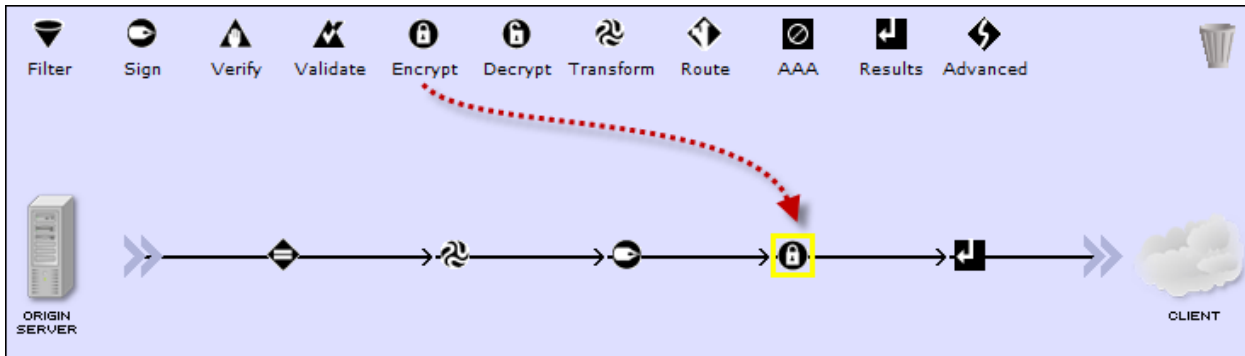 Filter Sign Verify Validate Encrypt Decrypt Transform Route AAA Results Advanced
ORIGIN
SERVER
CLIENT